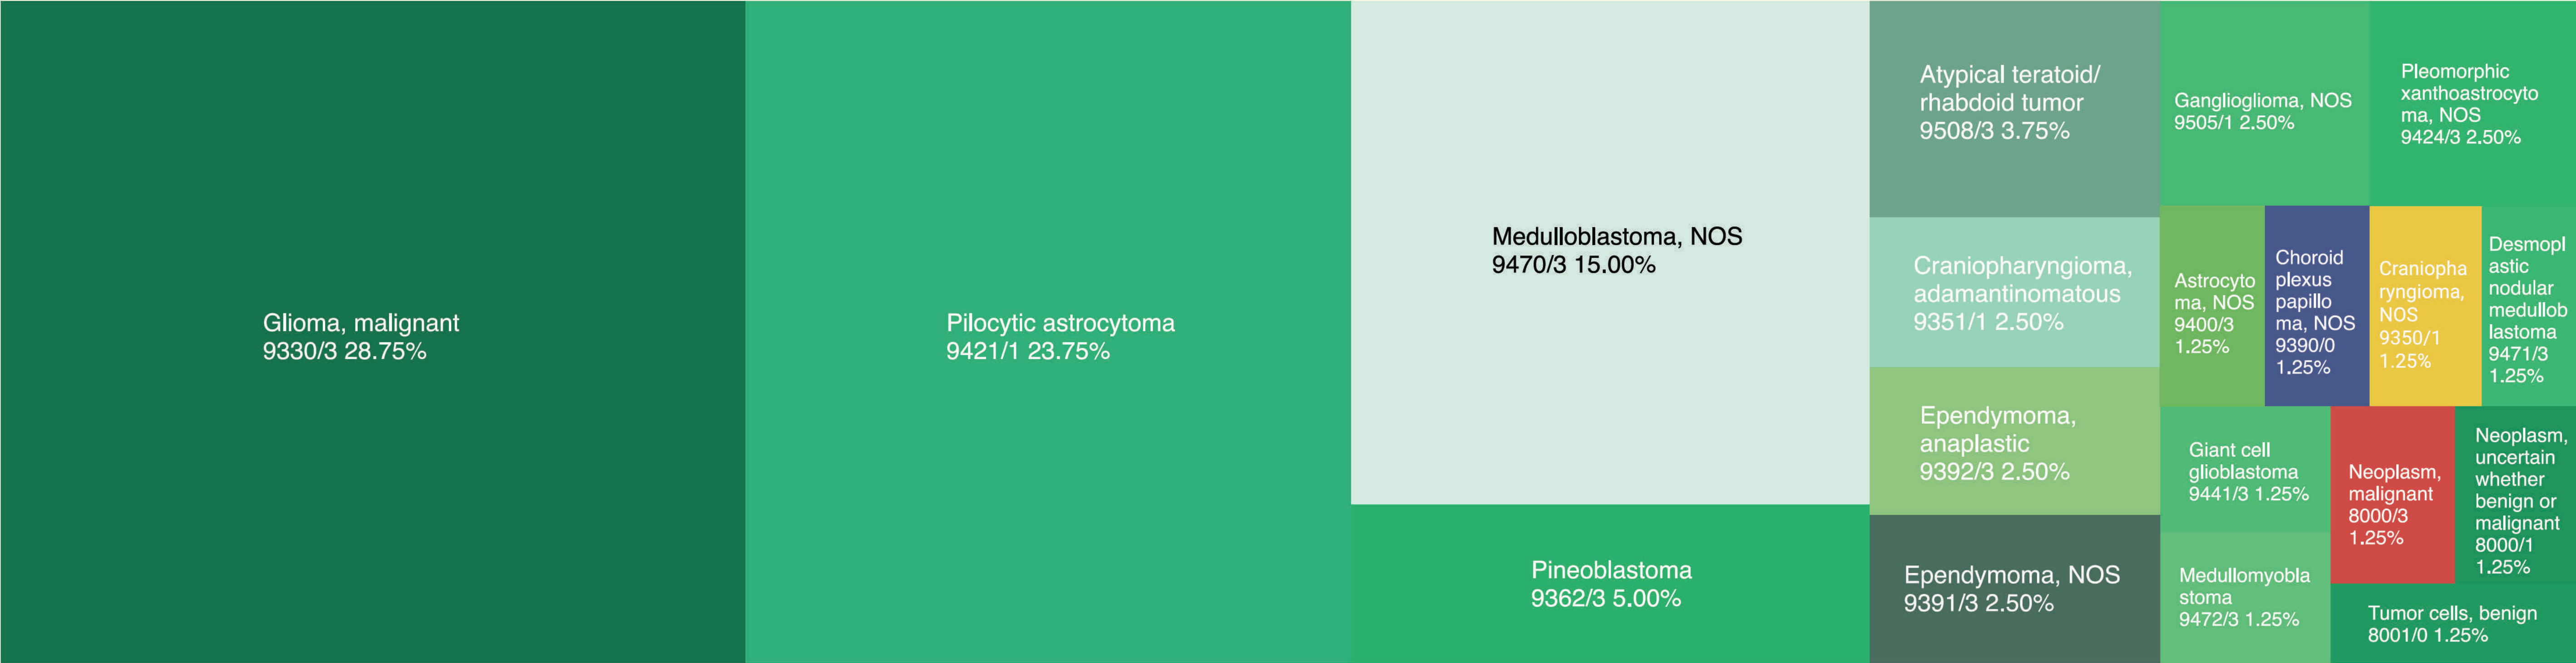 Glioma, malignant
9330/3 28.75%
Pilocytic astrocytoma
9421/1 23.75%
Medulloblastoma, NOS
9470/3 15.00%
Pineoblastoma
9362/3 5.00%
Atypical teratoid/
rhabdoid tumor
9508/3 3.75%
Craniopharyngioma,
adamantinomatous
9351/1 2.50%
Ependymoma,
anaplastic
9392/3 2.50%
Ependymoma, NOS
9391/3 2.50%
Ganglioglioma, NOS
9505/1 2.50%
Pleomorphic
xanthoastrocyto
ma, NOS
9424/3 2.50%
Astrocyto
ma, NOS
9400/3
1.25%
Choroid
plexus
papillo
ma, NOS
9390/0
1.25%
Craniopha
ryngioma,
NOS
9350/1
1.25%
Desmopl
astic
nodular
medullob
lastoma
9471/3
1.25%
Giant cell
glioblastoma
9441/3 1.25%
Medullomyobla
stoma
9472/3 1.25%
Neoplasm,
malignant
8000/3
1.25%
Neoplasm,
uncertain
whether
benign or
malignant
8000/1
1.25%
Tumor cells, benign
8001/0 1.25%